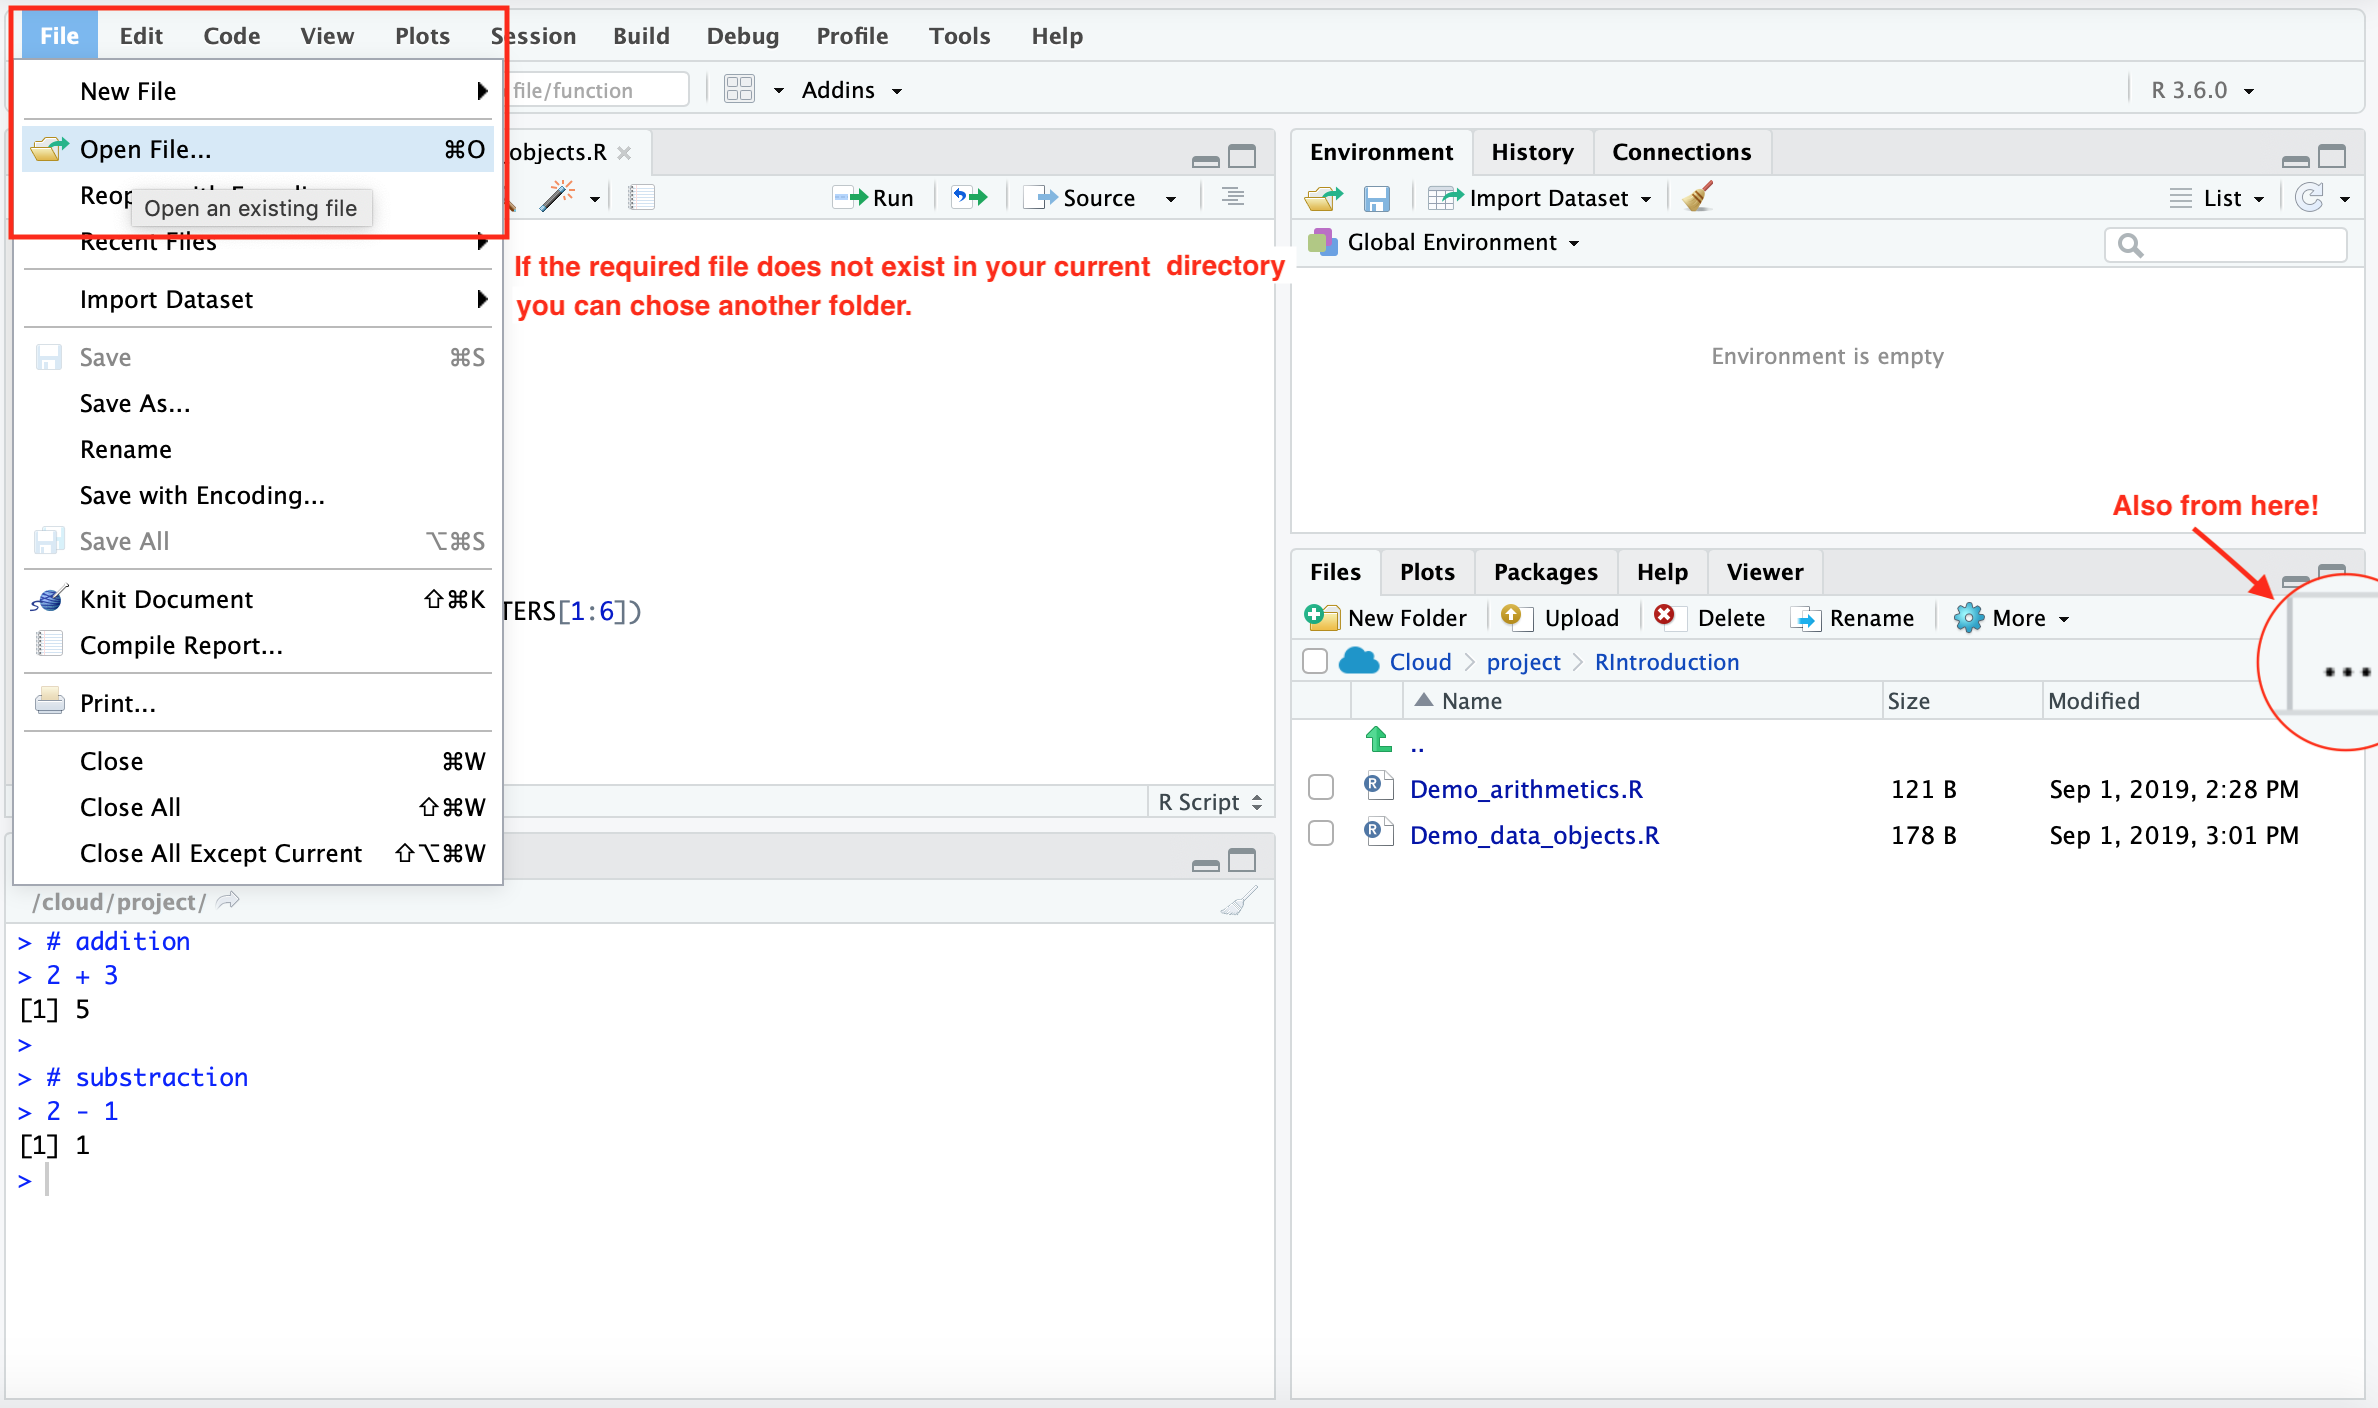 File Edit Code View Plots Session Build Debug Profile Tools Help
file/function Addins R 3.6.0
New File
Open File... ⌘O
Open an existing file
Recent Files
Import Dataset
Save ⌘S
Save As...
Rename
Save with Encoding...
Save All ⌥⌘S
Knit Document ⇧⌘K
Compile Report...
Print...
Close ⌘W
Close All ⇧⌘W
Close All Except Current ⇧⌥⌘W
objects.R
Run Source
If the required file does not exist in your current directory
you can chose another folder.
TERS[1:6])
R Script
/cloud/project/
> # addition
> 2 + 3
[1] 5
>
> # substraction
> 2 - 1
[1] 1
>
Environment History Connections
Import Dataset List
Global Environment
Environment is empty
Also from here!
Files Plots Packages Help Viewer
New Folder Upload Delete Rename More
...
Cloud project RIntroduction
Name Size Modified
..
Demo_arithmetics.R 121 B Sep 1, 2019, 2:28 PM
Demo_data_objects.R 178 B Sep 1, 2019, 3:01 PM